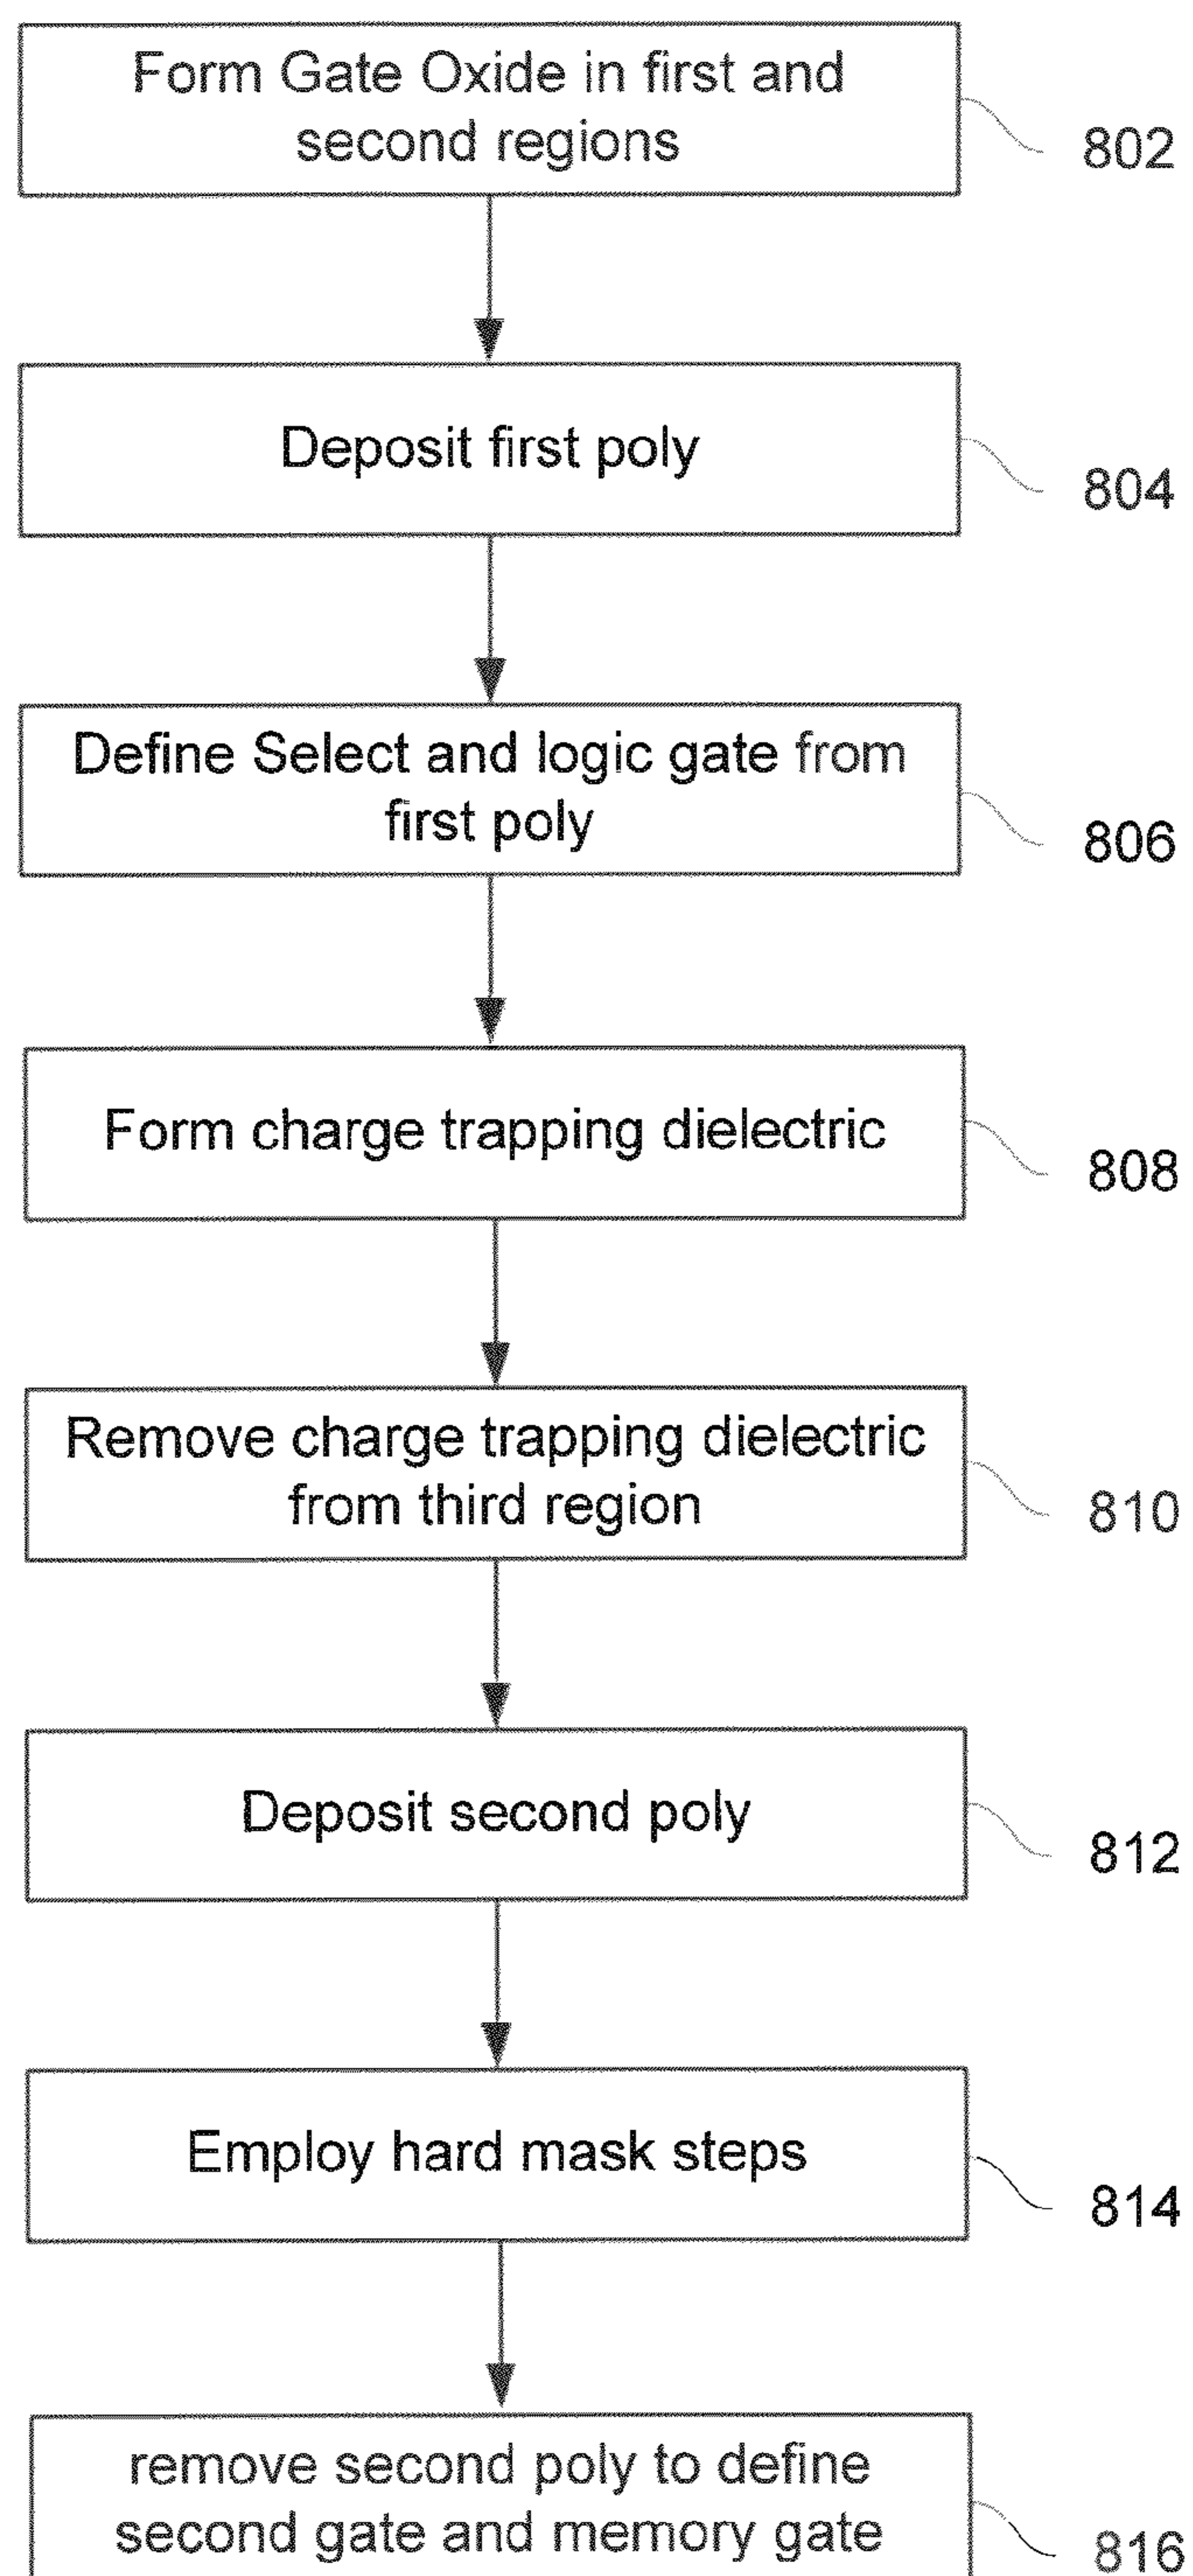 Form Gate Oxide in first and
second regions
802
Deposit first poly
804
Define Select and logic gate from
first poly
806
Form charge trapping dielectric
808
Remove charge trapping dielectric
from third region
810
Deposit second poly
812
Employ hard mask steps
814
remove second poly to define
second gate and memory gate
816